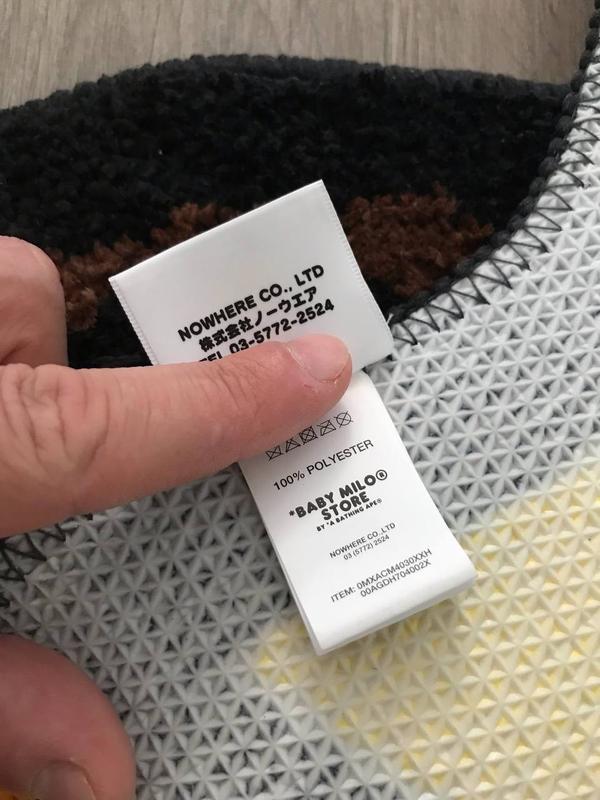 NOWHERE CO., LTD
株式会社ノーウエア
TEL 03-5772-2524
100% POLYESTER
*BABY MILO®
STORE
BY *A BATHING APE®
NOWHERE CO.,LTD
03 (5772) 2524
ITEM: 0MXACM4030XXH
00AGDH704002X